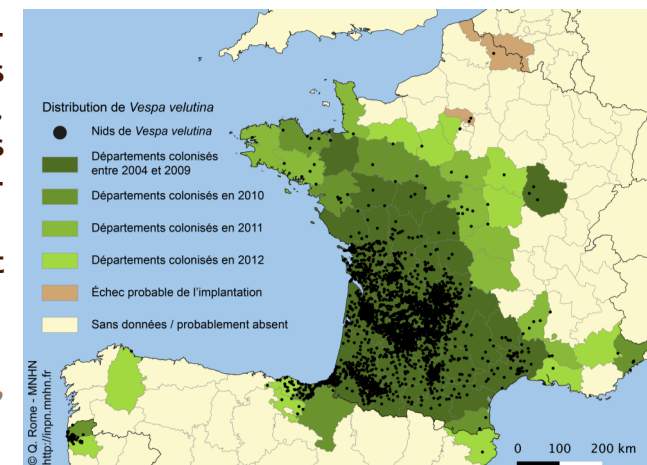 Distribution de Vespa velutina
Nids de Vespa velutina
Départements colonisés
entre 2004 et 2009
Départements colonisés en 2010
Départements colonisés en 2011
Départements colonisés en 2012
Échec probable de l'implantation
Sans données / probablement absent
© Q. Rome - MNHN
http://inpn.mnhn.fr
0 100 200 km